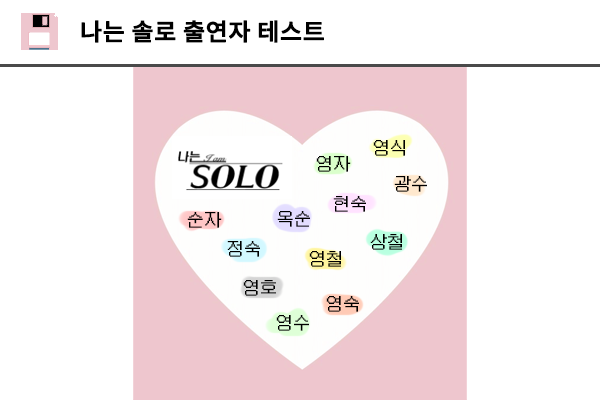 나는 솔로 출연자 테스트
나는 I am
SOLO
영식
영자
광수
현숙
순자
옥순
상철
정숙
영철
영호
영숙
영수